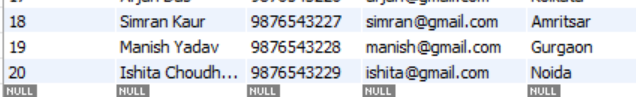 18 Simran Kaur 9876543227 simran@gmail.com Amritsar
19 Manish Yadav 9876543228 manish@gmail.com Gurgaon
20 Ishita Choudh... 9876543229 ishita@gmail.com Noida
NULL NULL NULL NULL NULL